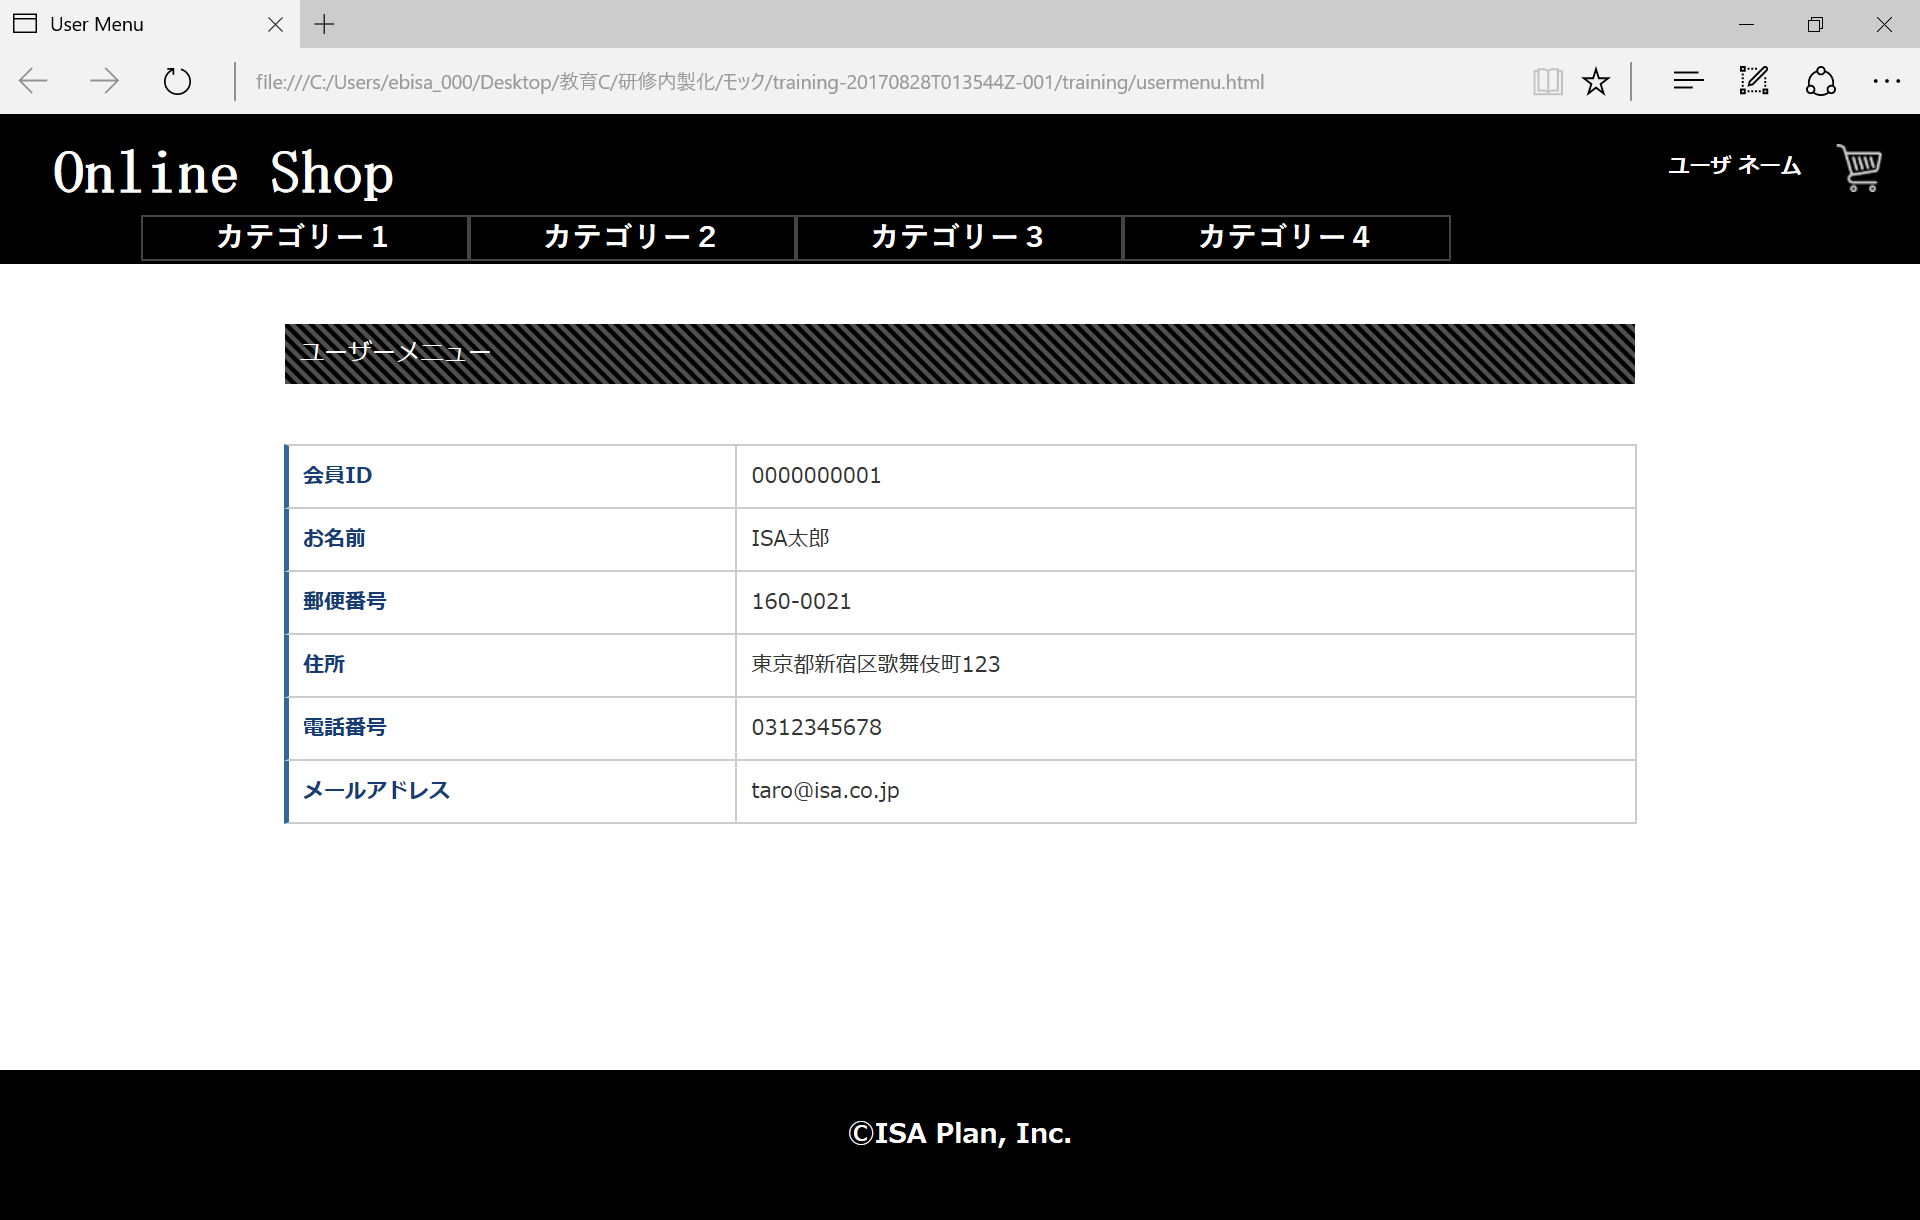 User Menu
file:///C:/Users/ebisa_000/Desktop/教育C/研修内製化/ﾓｯｸ/training-20170828T013544Z-001/training/usermenu.html
Online Shop
ユーザ ネーム
カテゴリー１ カテゴリー２ カテゴリー３ カテゴリー４
ユーザーメニュー
会員ID 0000000001
お名前 ISA太郎
郵便番号 160-0021
住所 東京都新宿区歌舞伎町123
電話番号 0312345678
メールアドレス taro@isa.co.jp
©ISA Plan, Inc.